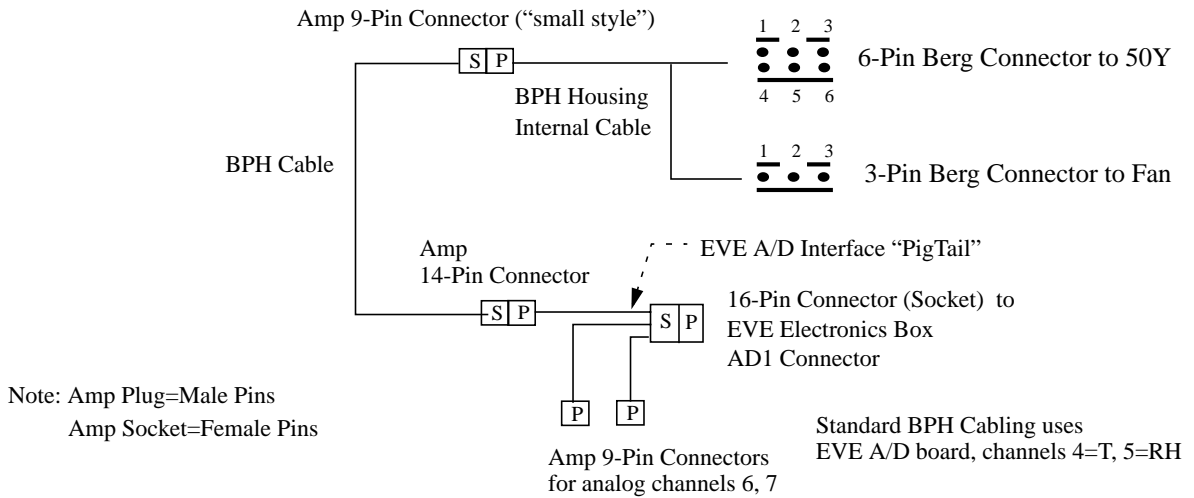 Amp 9-Pin Connector (“small style”)
1 2 3
S P
6-Pin Berg Connector to 50Y
4 5 6
BPH Housing
Internal Cable
BPH Cable
1 2 3
3-Pin Berg Connector to Fan
Amp
14-Pin Connector
EVE A/D Interface “PigTail”
S P
S P
16-Pin Connector (Socket) to
EVE Electronics Box
AD1 Connector
Note: Amp Plug=Male Pins
Amp Socket=Female Pins
P P
Amp 9-Pin Connectors
for analog channels 6, 7
Standard BPH Cabling uses
EVE A/D board, channels 4=T, 5=RH